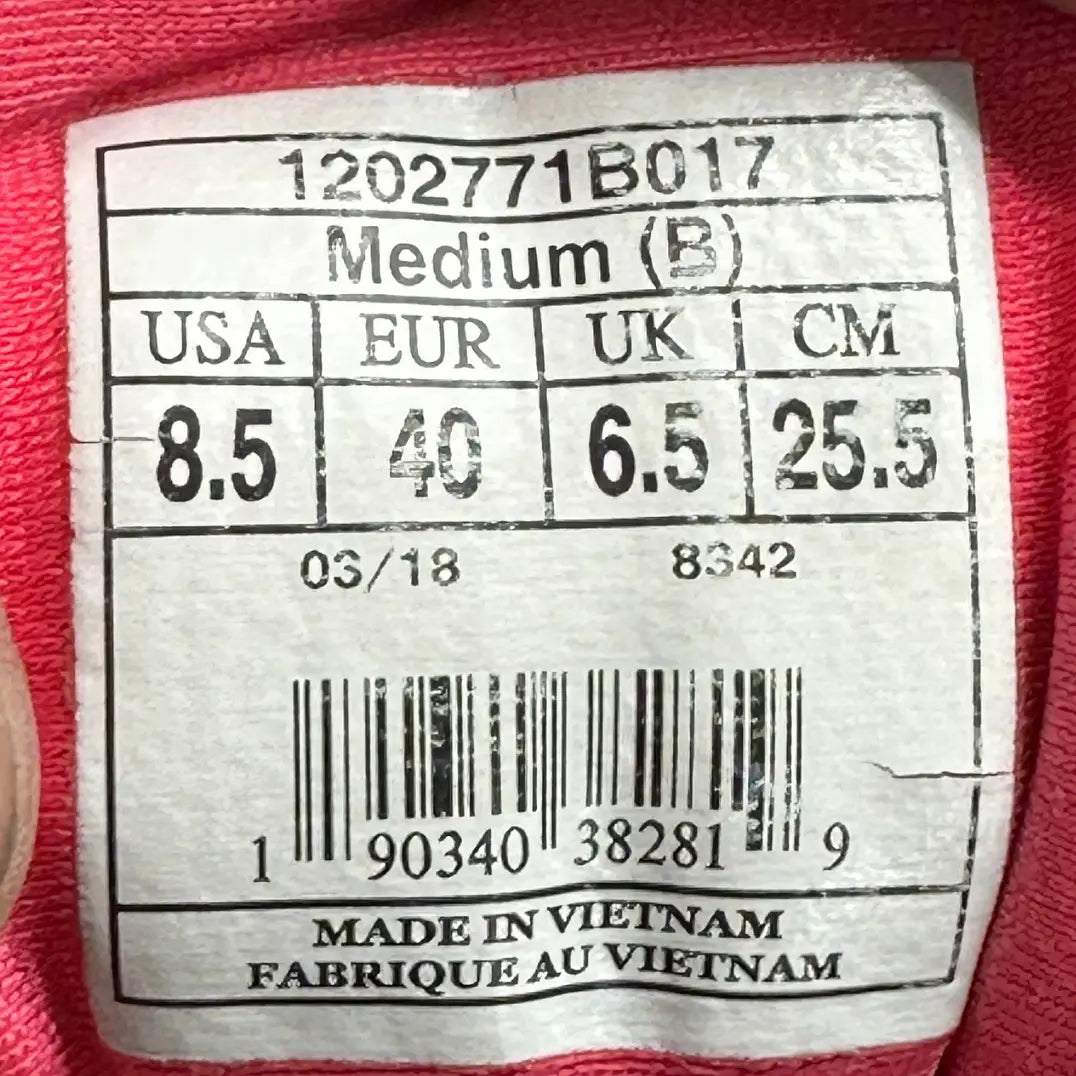 1202771B017
Medium (B)
USA EUR UK CM
8.5 40 6.5 25.5
03/18 8342
1 90340 38281 9
MADE IN VIETNAM
FABRIQUE AU VIETNAM